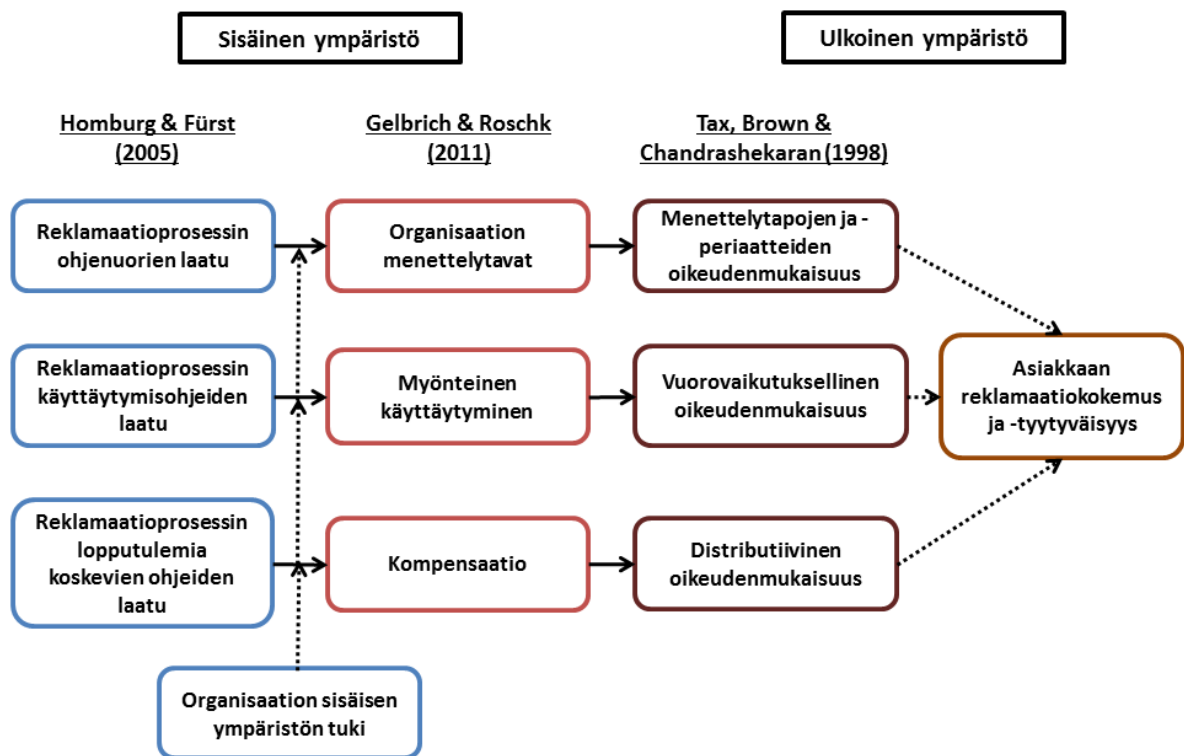 Sisäinen ympäristö
Ulkoinen ympäristö
Homburg & Fürst
(2005)
Gelbrich & Roschk
(2011)
Tax, Brown &
Chandrashekaran (1998)
Reklamaatioprosessin
ohjenuorien laatu
Organisaation
menettelytavat
Menettelytapojen ja -
periaatteiden
oikeudenmukaisuus
Reklamaatioprosessin
käyttäytymisohjeiden
laatu
Myönteinen
käyttäytyminen
Vuorovaikutuksellinen
oikeudenmukaisuus
Asiakkaan
reklamaatiokokemus
ja -tyytyväisyys
Reklamaatioprosessin
lopputulemia
koskevien ohjeiden
laatu
Kompensaatio
Distributiivinen
oikeudenmukaisuus
Organisaation sisäisen
ympäristön tuki